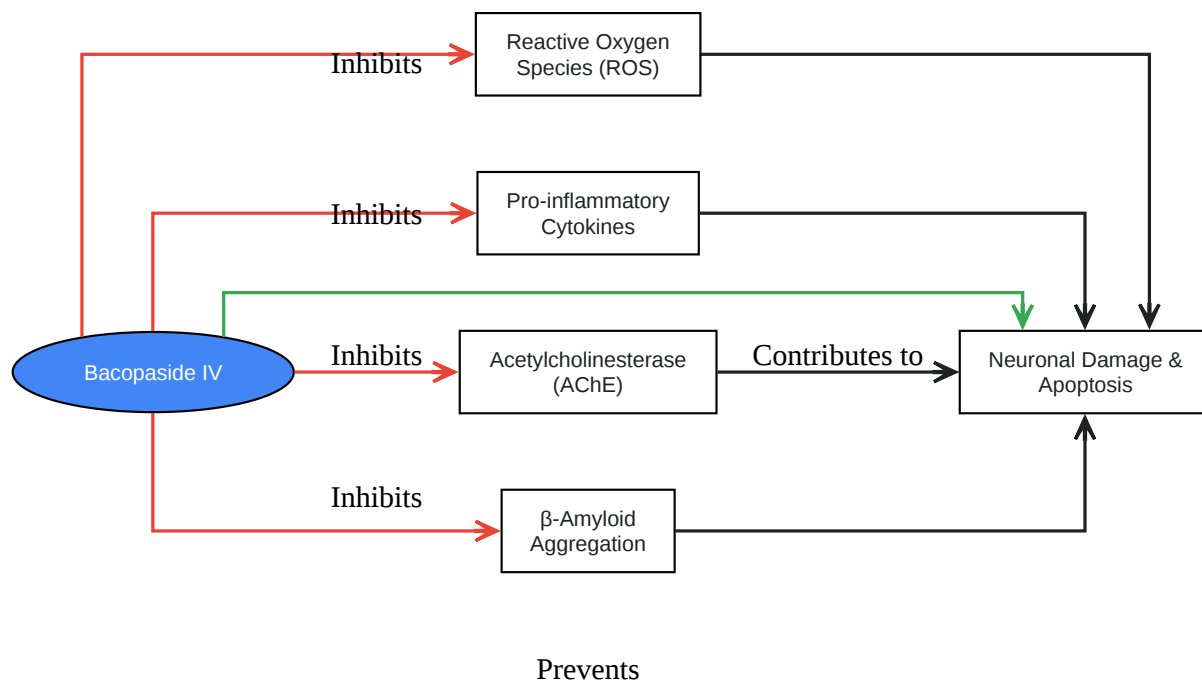 Reactive Oxygen
Species (ROS)
Inhibits
Pro-inflammatory
Cytokines
Inhibits
Bacopaside IV
Inhibits
Acetylcholinesterase
(AChE)
Contributes to
Neuronal Damage &
Apoptosis
Inhibits
β-Amyloid
Aggregation
Prevents